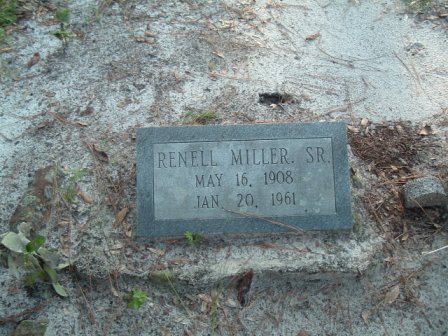 RENELL MILLER, SR.
MAY 16, 1908
JAN. 20, 1961